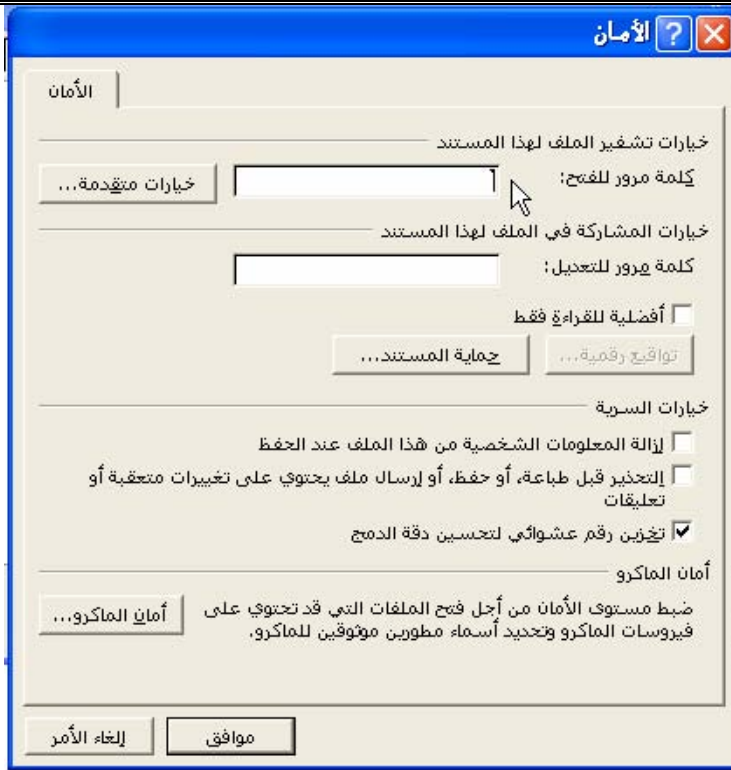 الأمان
الأمان
خيارات تشفير الملف لهذا المستند
كلمة مرور للفتح:
خيارات متقدمة...
خيارات المشاركة في الملف لهذا المستند
كلمة مرور للتعديل:
أفضلية للقراءة فقط
تواقيع رقمية...
حماية المستند...
خيارات السرية
إزالة المعلومات الشخصية من هذا الملف عند الحفظ
التحذير قبل طباعة، أو حفظ، أو إرسال ملف يحتوي على تغييرات متعقبة أو
تعليقات
تخزين رقم عشوائي لتحسين دقة الدمج
أمان الماكرو
ضبط مستوى الأمان من أجل فتح الملفات التي قد تحتوي على
فيروسات الماكرو وتحديد أسماء مطورين موثوقين للماكرو.
أمان الماكرو...
موافق
إلغاء الأمر